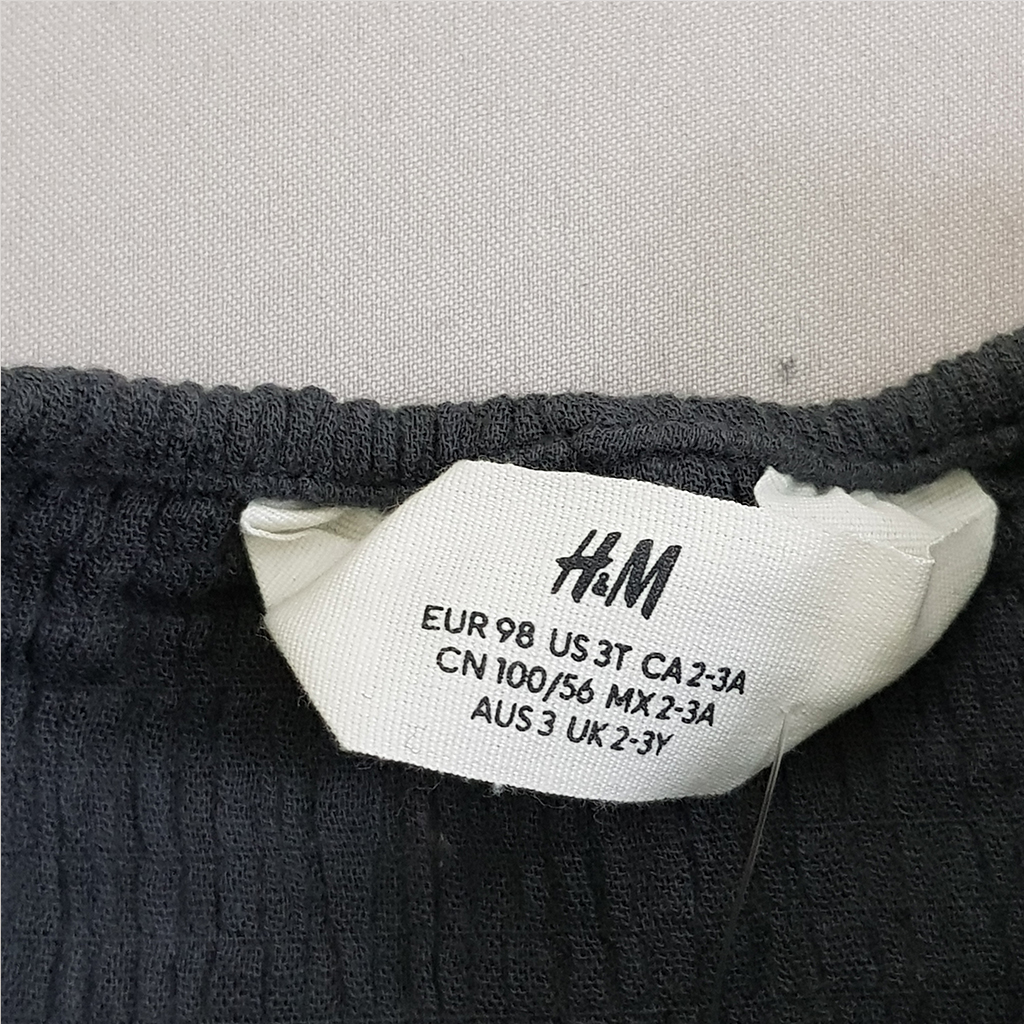 H&M
EUR 98 US 3T CA 2-3A
CN 100/56 MX 2-3A
AUS 3 UK 2-3Y